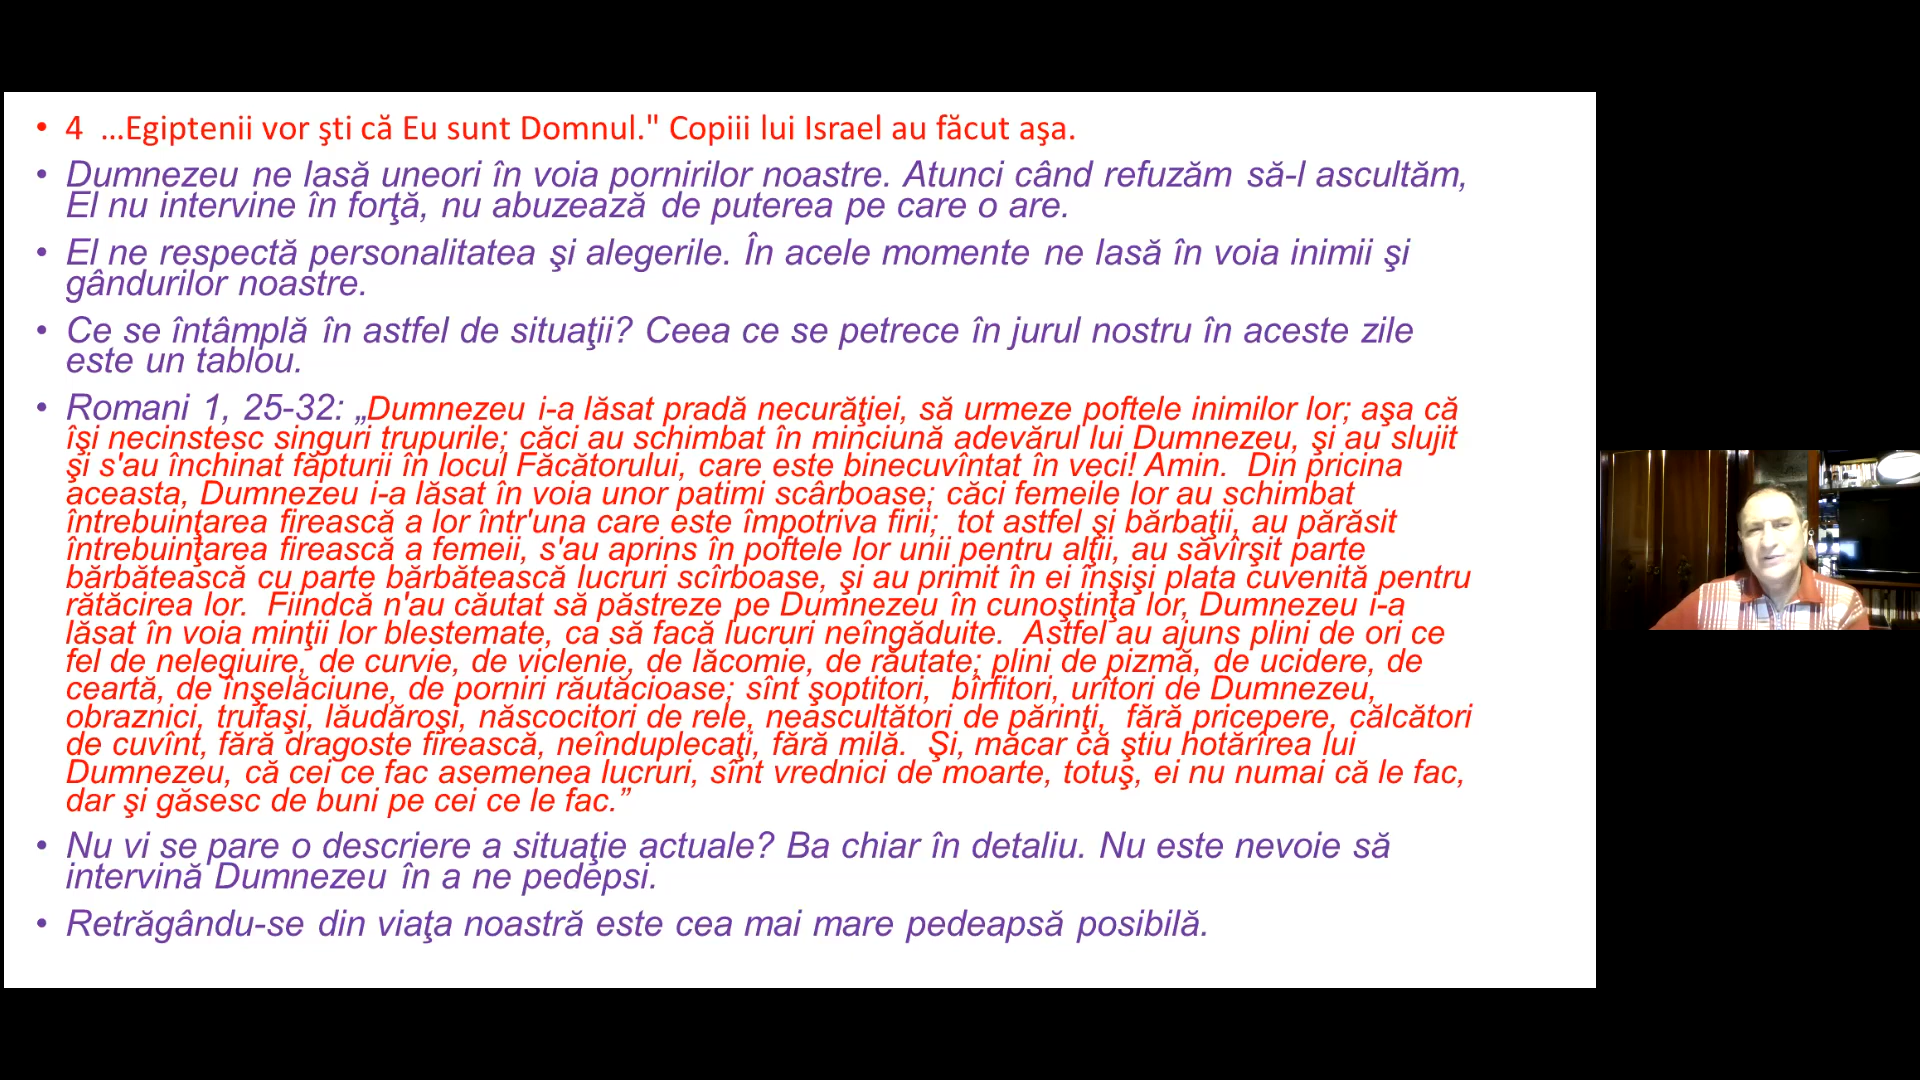 • 4 ...Egiptenii vor şti că Eu sunt Domnul." Copiii lui Israel au făcut aşa.
• Dumnezeu ne lasă uneori în voia pornirilor noastre. Atunci când refuzăm să-l ascultăm,
El nu intervine în forţă, nu abuzează de puterea pe care o are.
• El ne respectă personalitatea şi alegerile. În acele momente ne lasă în voia inimii şi
gândurilor noastre.
• Ce se întâmplă în astfel de situaţii? Ceea ce se petrece în jurul nostru în aceste zile
este un tablou.
• Romani 1, 25-32: „Dumnezeu i-a lăsat pradă necurăţiei, să urmeze poftele inimilor lor; aşa că
îşi necinstesc singuri trupurile; căci au schimbat în minciună adevărul lui Dumnezeu, şi au slujit
şi s'au închinat făpturii în locul Făcătorului, care este binecuvîntat în veci! Amin. Din pricina
aceasta, Dumnezeu i-a lăsat în voia unor patimi scârboase; căci femeile lor au schimbat
întrebuinţarea firească a lor într'una care este împotriva firii; tot astfel şi bărbaţii, au părăsit
întrebuinţarea firească a femeii, s'au aprins în poftele lor unii pentru alţii, au săvîrşit parte
bărbătească cu parte bărbătească lucruri scîrboase, şi au primit în ei înşişi plata cuvenită pentru
rătăcirea lor. Fiindcă n'au căutat să păstreze pe Dumnezeu în cunoştinţa lor, Dumnezeu i-a
lăsat în voia minţii lor blestemate, ca să facă lucruri neîngăduite. Astfel au ajuns plini de ori ce
fel de nelegiuire, de curvie, de viclenie, de lăcomie, de răutate; plini de pizmă, de ucidere, de
ceartă, de înşelăciune, de porniri răutăcioase; sînt şoptitori, bîrfitori, urîtori de Dumnezeu,
obraznici, trufaşi, lăudăroşi, născocitori de rele, neascultători de părinţi, fără pricepere, călcători
de cuvînt, fără dragoste firească, neînduplecaţi, fără milă. Şi, măcar că ştiu hotărîrea lui
Dumnezeu, că cei ce fac asemenea lucruri, sînt vrednici de moarte, totuş, ei nu numai că le fac,
dar şi găsesc de buni pe cei ce le fac.”
• Nu vi se pare o descriere a situaţie actuale? Ba chiar în detaliu. Nu este nevoie să
intervină Dumnezeu în a ne pedepsi.
• Retrăgându-se din viaţa noastră este cea mai mare pedeapsă posibilă.